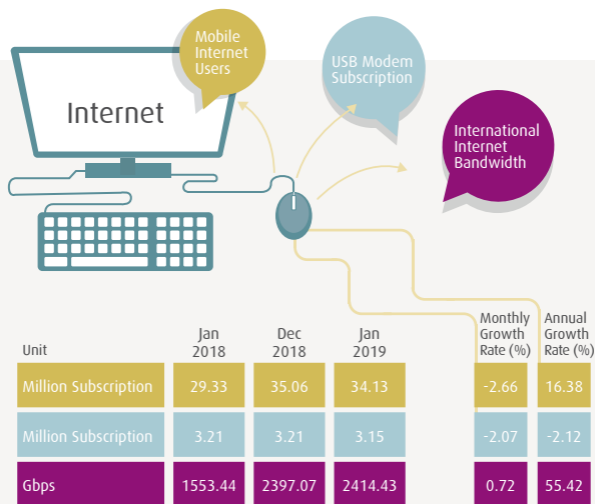 Mobile
Internet
Users
USB Modem
Subscription
Internet
International
Internet
Bandwidth
Unit
Jan
2018
Dec
2018
Jan
2019
Monthly
Growth
Rate (%)
Annual
Growth
Rate (%)
Million Subscription 29.33 35.06 34.13 -2.66 16.38
Million Subscription 3.21 3.21 3.15 -2.07 -2.12
Gbps 1553.44 2397.07 2414.43 0.72 55.42